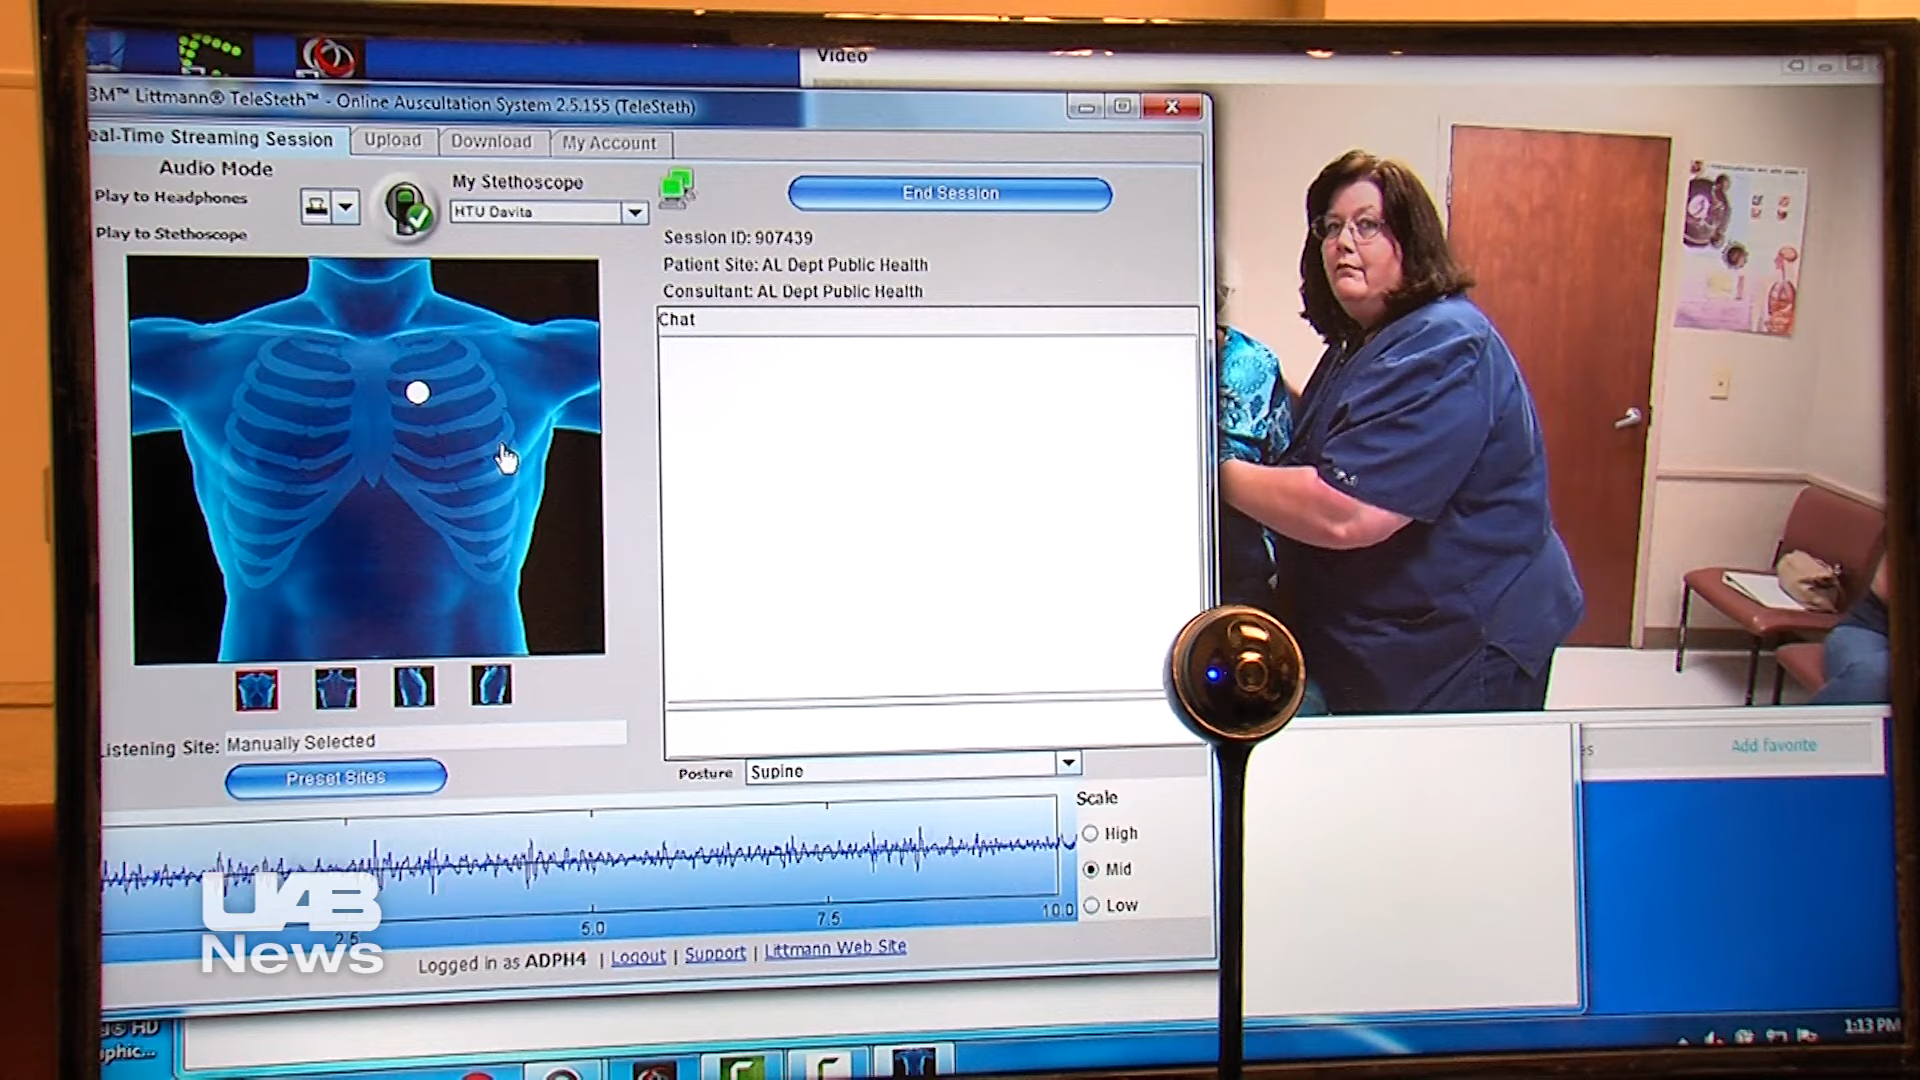 Video
3M™ Littmann® TeleSteth™ - Online Auscultation System 2.5.155 (TeleSteth)
eal-Time Streaming Session
Upload
Download
My Account
Audio Mode
Play to Headphones
Play to Stethoscope
My Stethoscope
HTU Davita
End Session
Session ID: 907439
Patient Site: AL Dept Public Health
Consultant: AL Dept Public Health
Chat
Listening Site: Manually Selected
Preset Sites
Posture Supine
Scale
High
Mid
Low
2.5 5.0 7.5 10.0
Logged in as ADPH4 | Logout | Support | Littmann Web Site
Add favorite
UAB
News
HD
phic...
1:13 PM